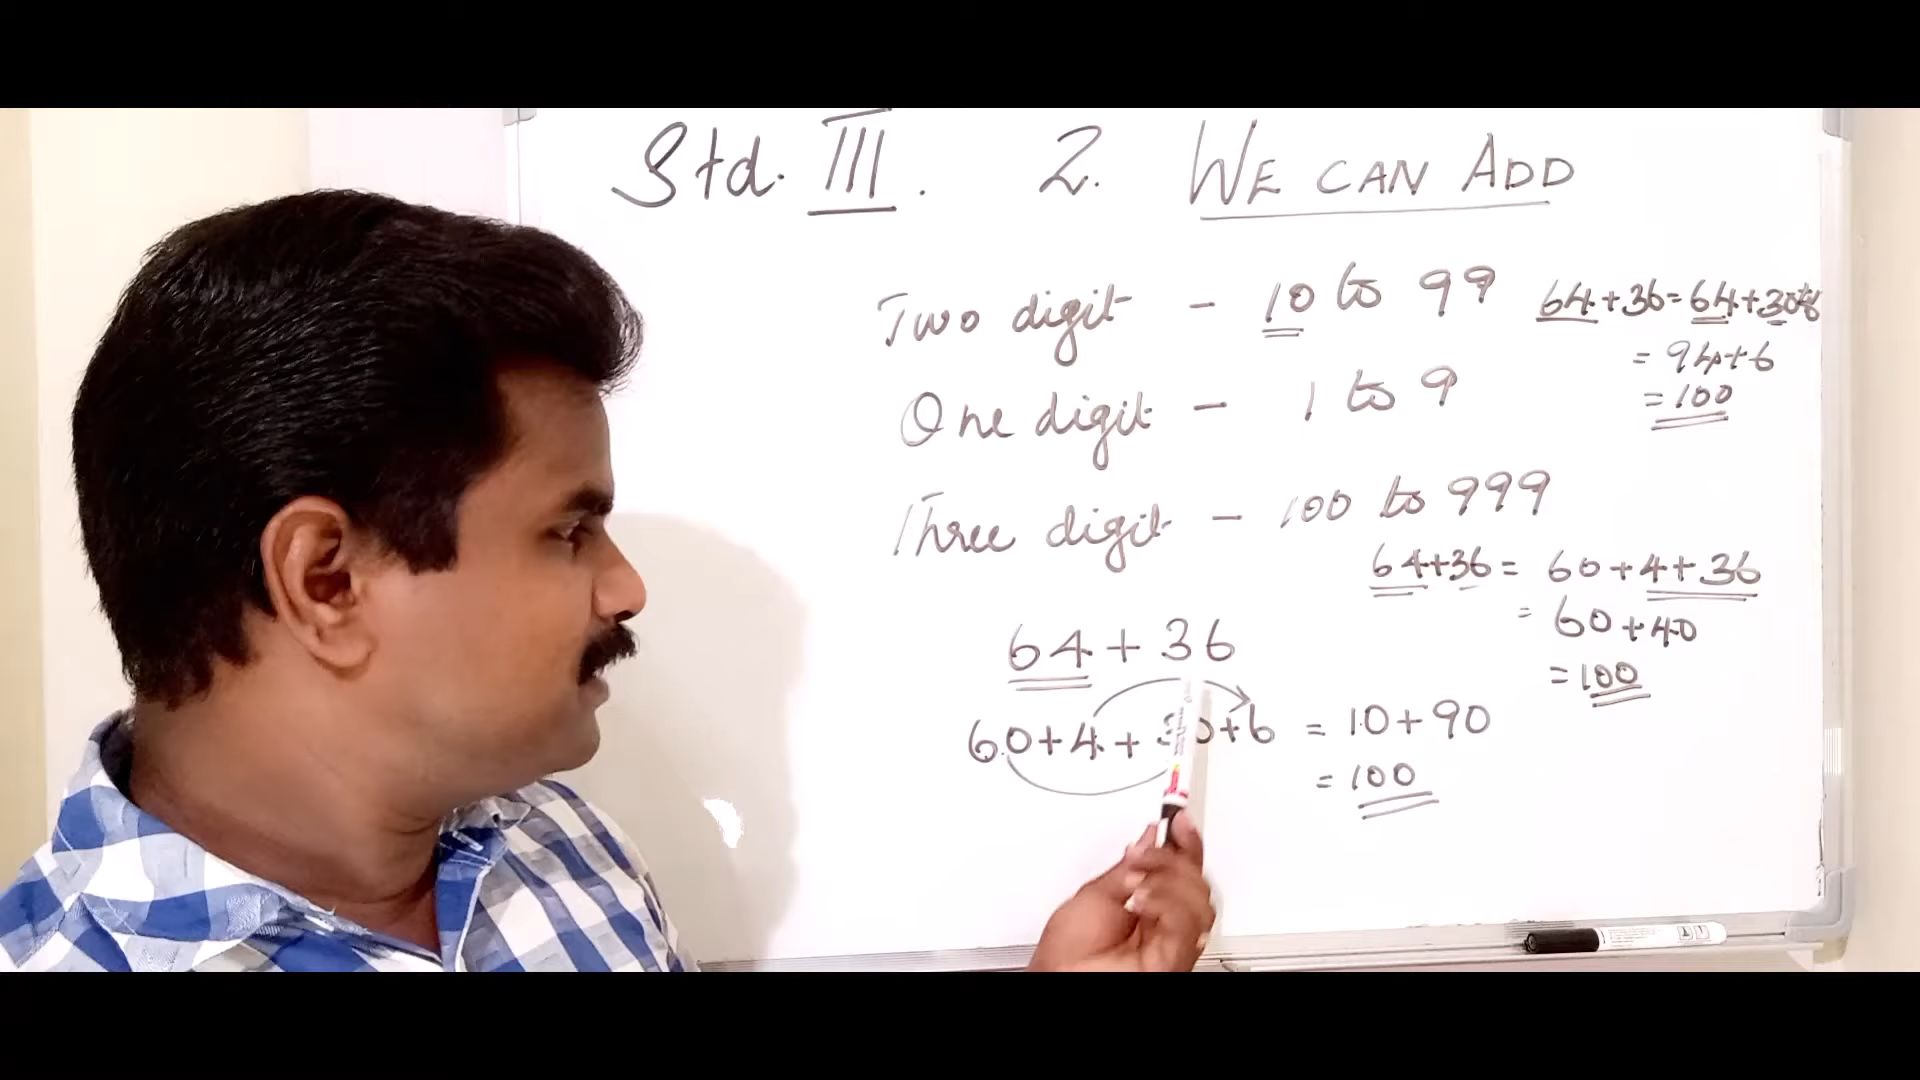 Std. III. 2. WE CAN ADD
Two digit - 10 to 99
64+36=64+30+6
= 94+6
= 100
One digit - 1 to 9
Three digit - 100 to 999
64+36 = 60+4+36
= 60+40
= 100
64+36
60+4+30+6 = 10+90
= 100